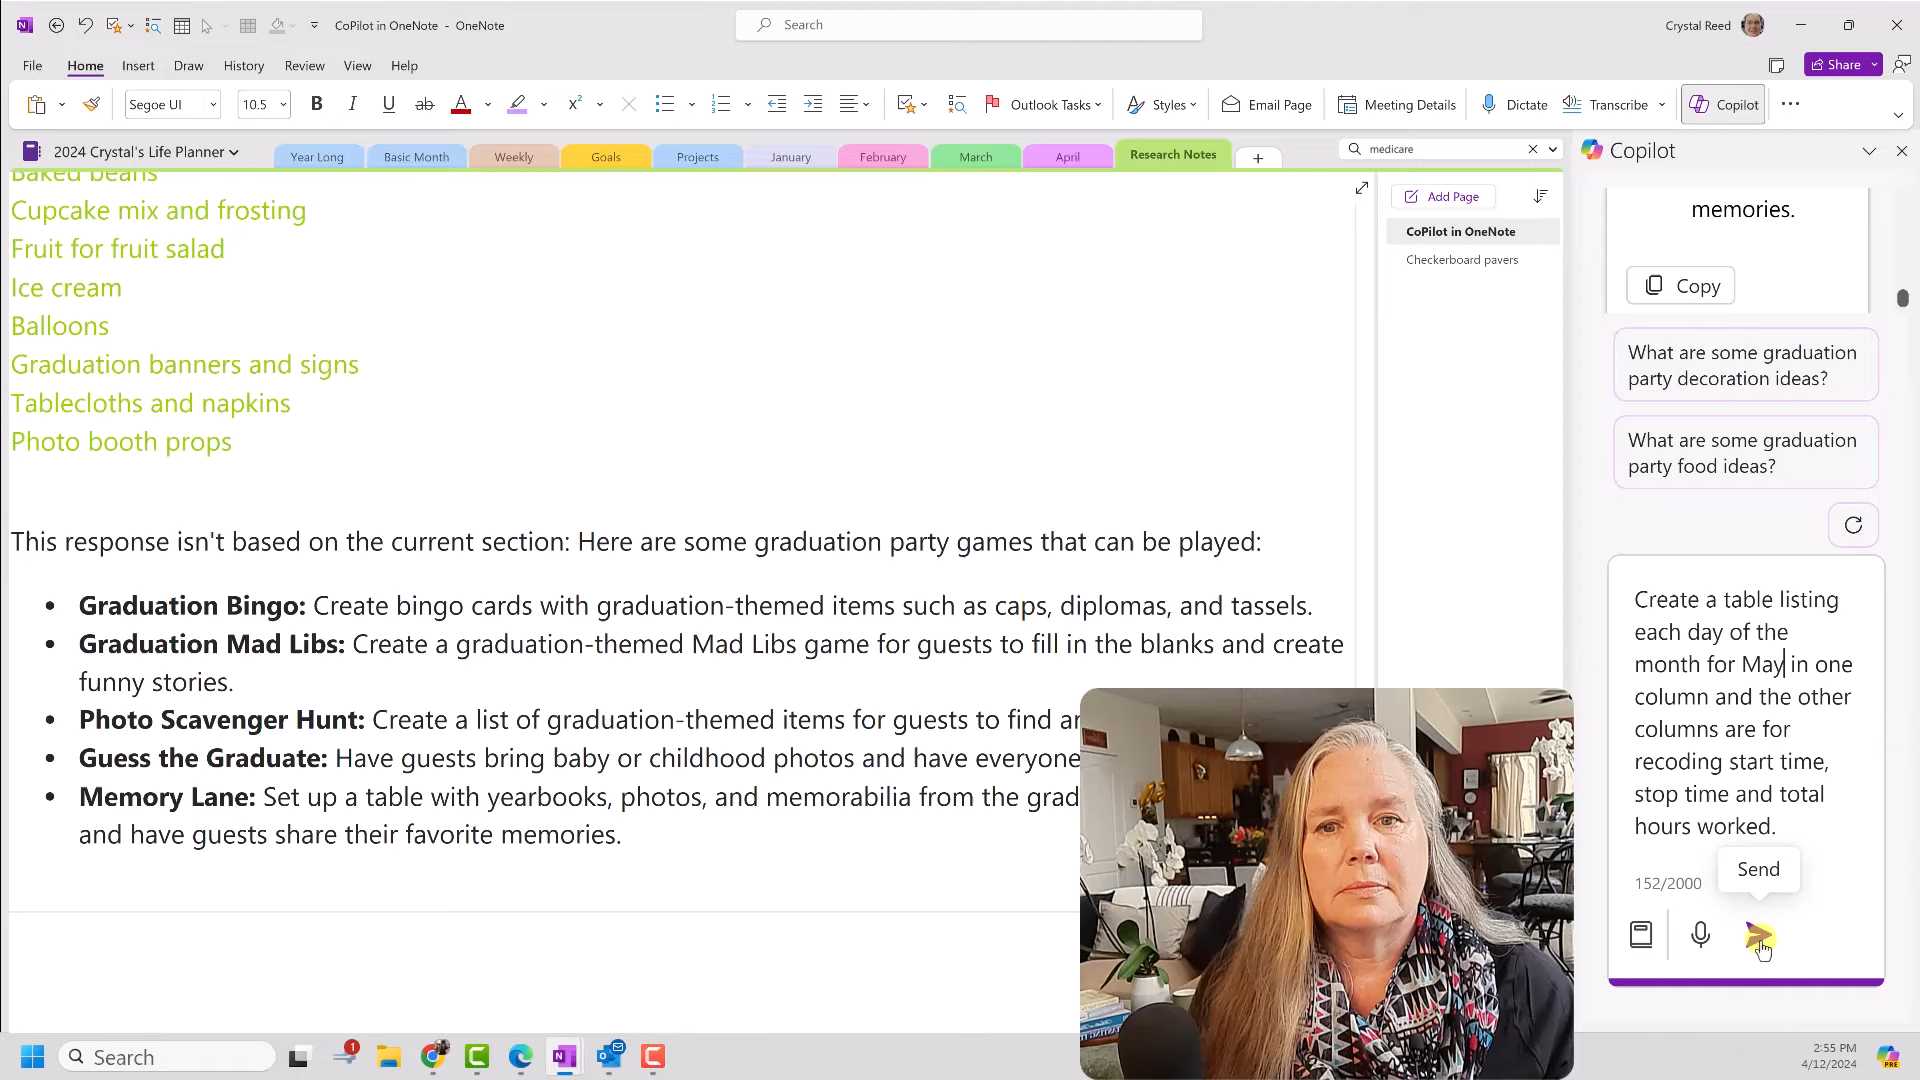 CoPilot in OneNote - OneNote
Search
Crystal Reed
File
Home
Insert
Draw
History
Review
View
Help
Share
Segoe UI
10.5
B
I
U
ab
A
x²
Outlook Tasks
Styles
Email Page
Meeting Details
Dictate
Transcribe
Copilot
2024 Crystal's Life Planner
Year Long
Basic Month
Weekly
Goals
Projects
January
February
March
April
Research Notes
+
medicare
Copilot
Baked beans
Cupcake mix and frosting
Fruit for fruit salad
Ice cream
Balloons
Graduation banners and signs
Tablecloths and napkins
Photo booth props
This response isn't based on the current section: Here are some graduation party games that can be played:
• Graduation Bingo: Create bingo cards with graduation-themed items such as caps, diplomas, and tassels.
• Graduation Mad Libs: Create a graduation-themed Mad Libs game for guests to fill in the blanks and create
funny stories.
• Photo Scavenger Hunt: Create a list of graduation-themed items for guests to find
• Guess the Graduate: Have guests bring baby or childhood photos and have everyone
• Memory Lane: Set up a table with yearbooks, photos, and memorabilia from the grad
and have guests share their favorite memories.
Add Page
CoPilot in OneNote
Checkerboard pavers
memories.
Copy
What are some graduation
party decoration ideas?
What are some graduation
party food ideas?
Create a table listing
each day of the
month for May in one
column and the other
columns are for
recoding start time,
stop time and total
hours worked.
152/2000
Send
Search
1
2:55 PM
4/12/2024
PRE